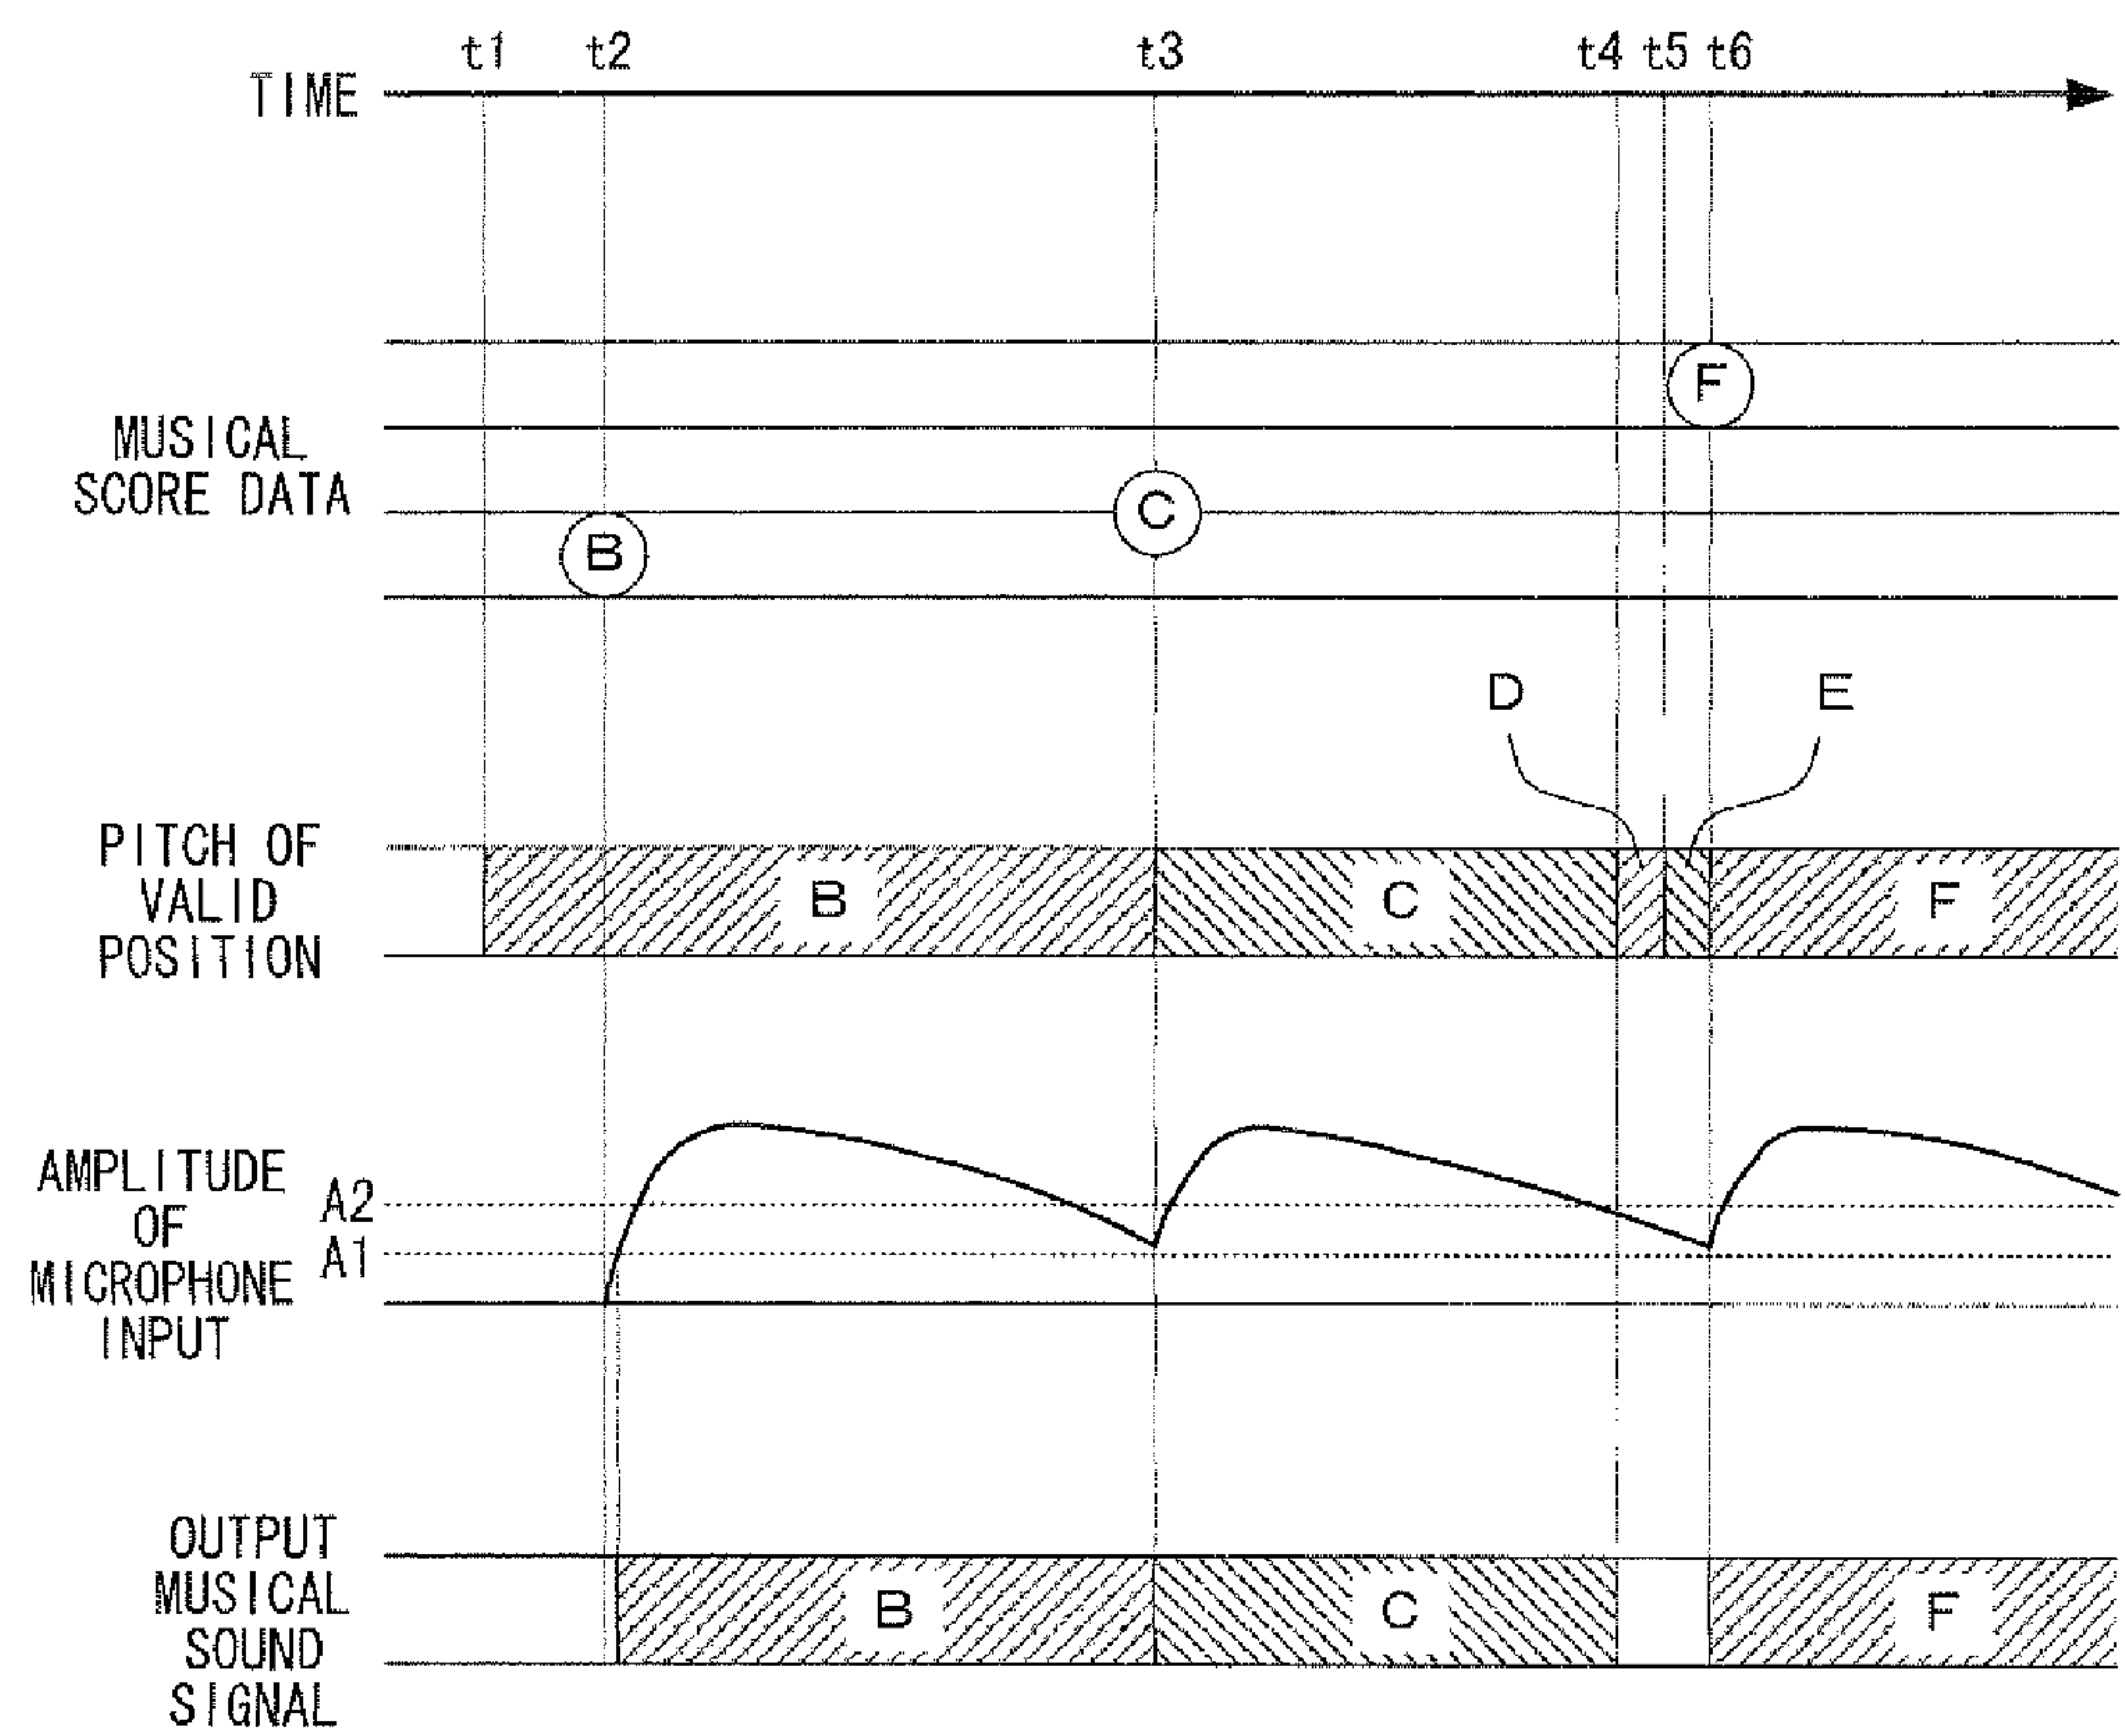 t1 t2 t3 t4 t5 t6
TIME
F
MUSICAL
SCORE DATA
C
B
D E
PITCH OF
VALID
POSITION
B C F
AMPLITUDE
OF
MICROPHONE
INPUT
A2
A1
OUTPUT
MUSICAL
SOUND
SIGNAL
B C F